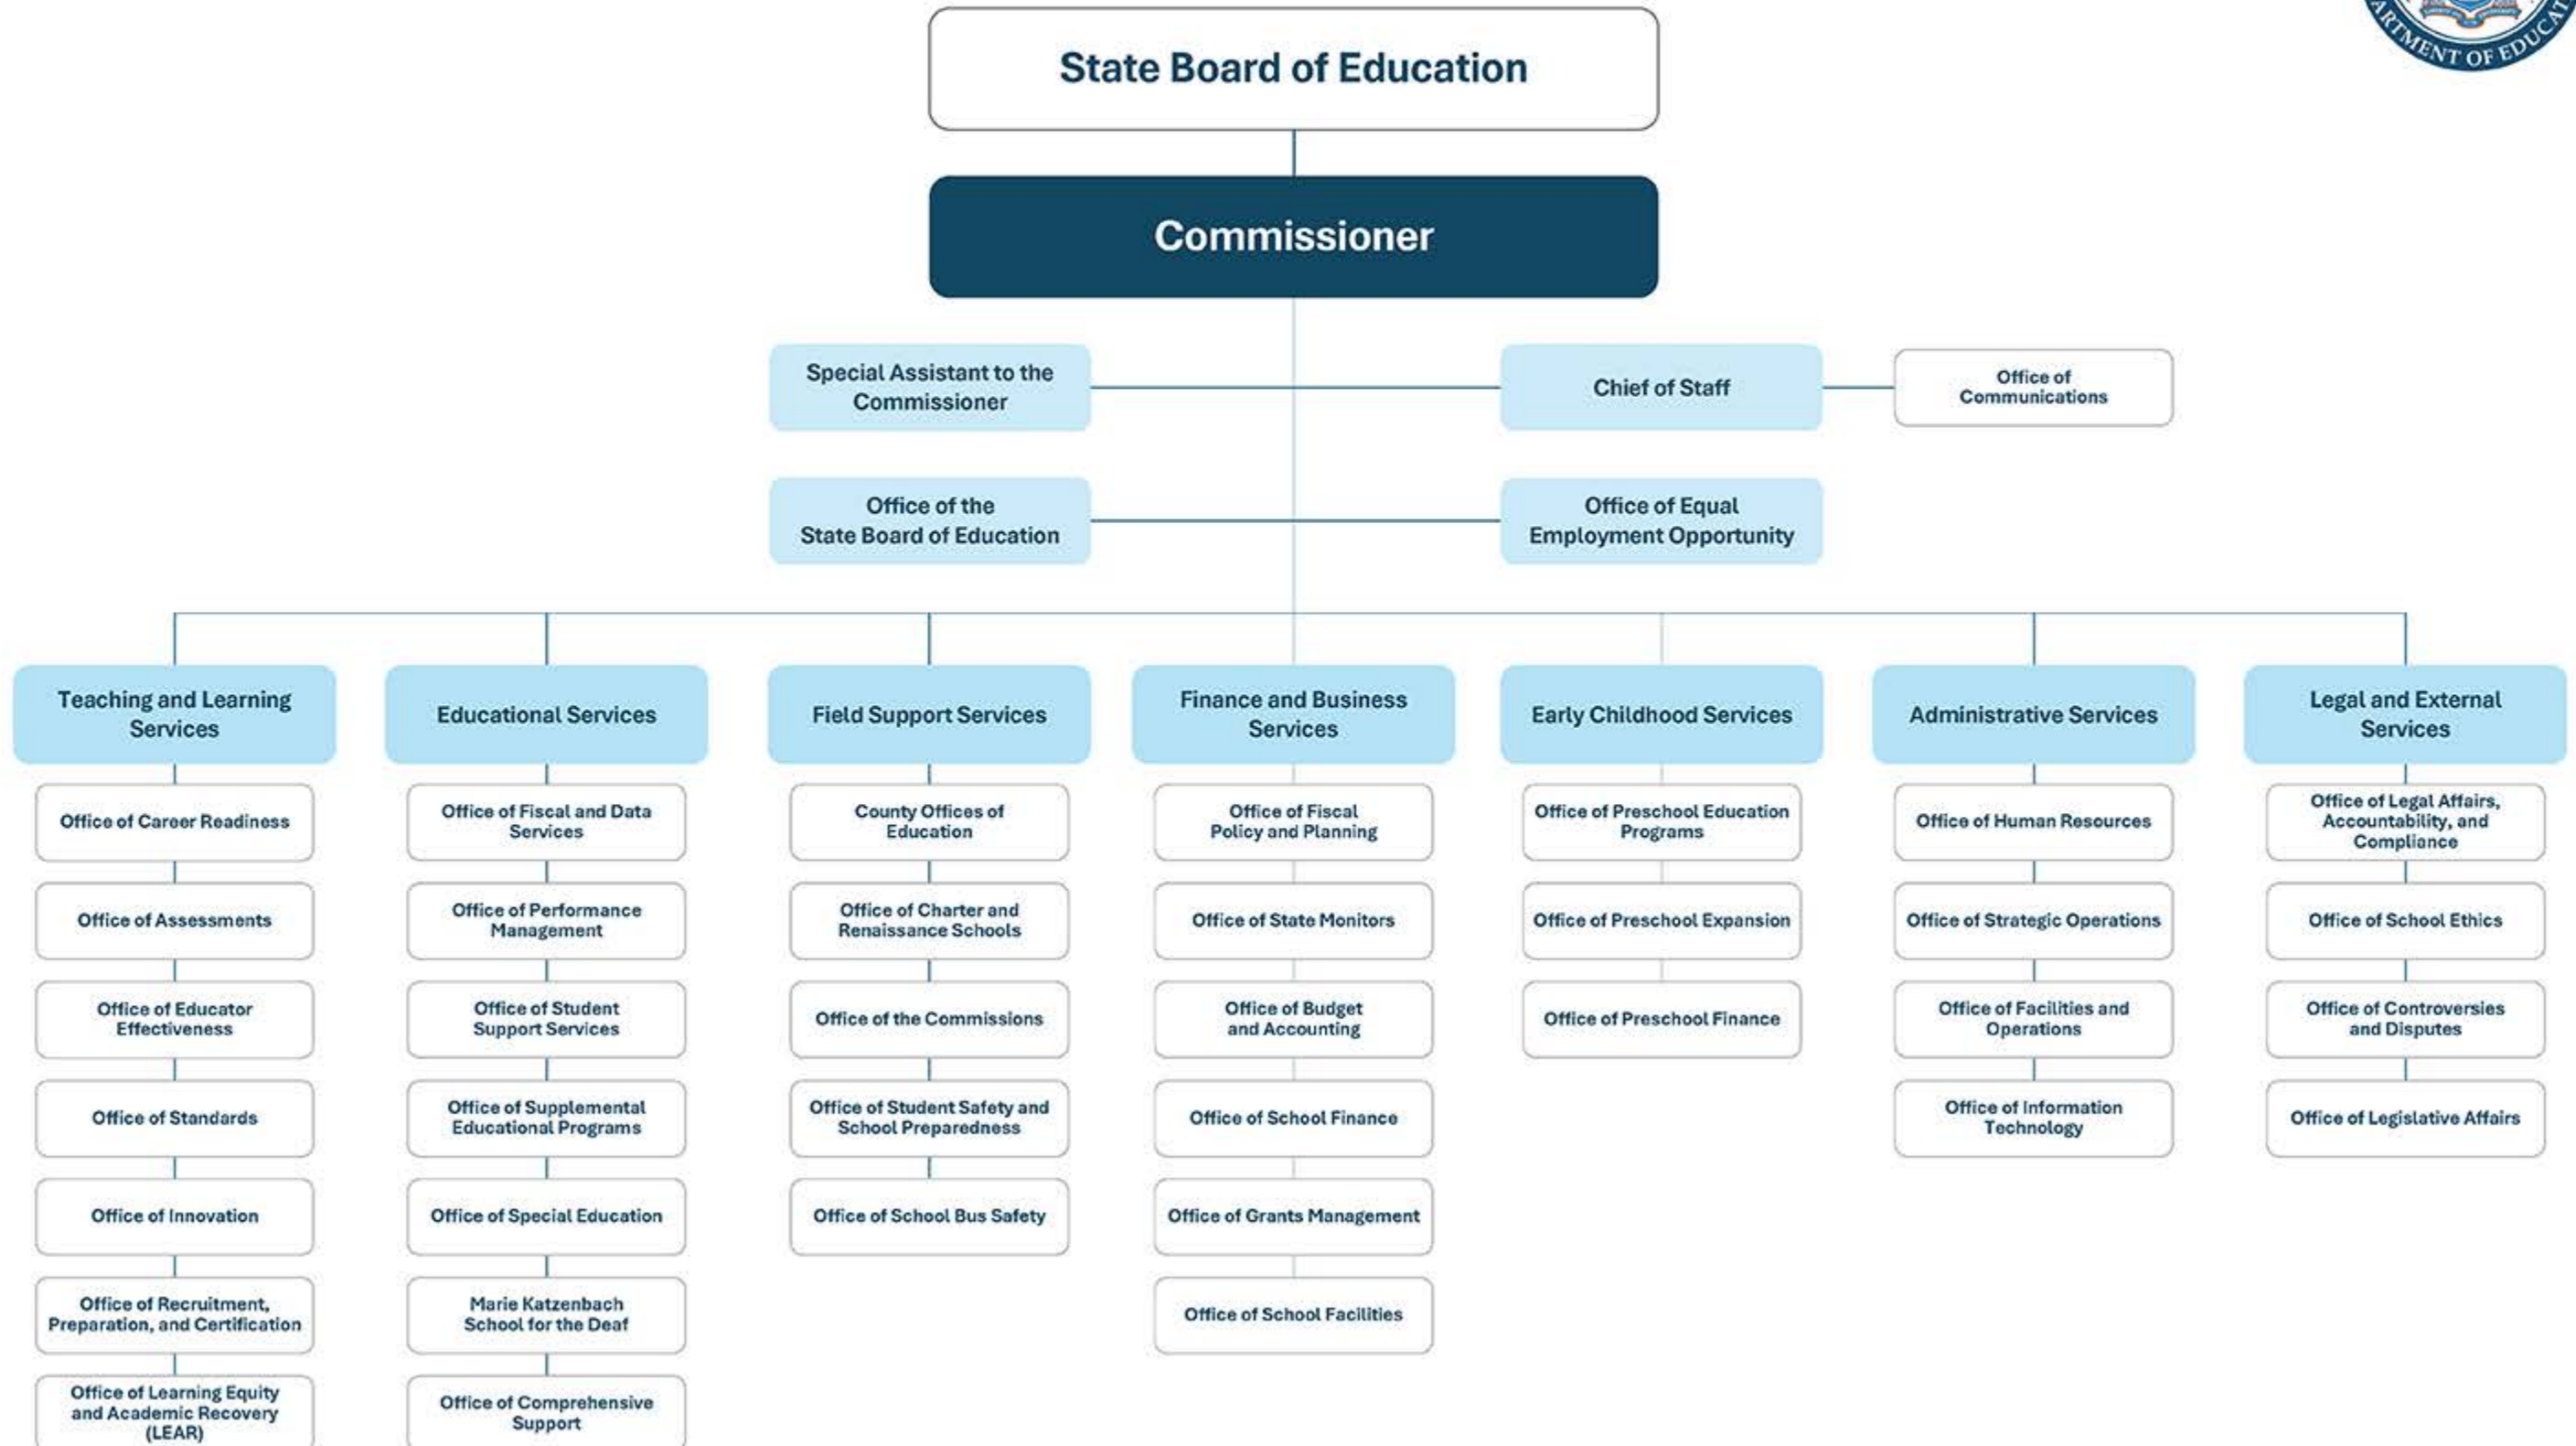 ARTMENT OF EDUCAT
State Board of Education
Commissioner
Special Assistant to the
Commissioner
Chief of Staff
Office of
Communications
Office of the
State Board of Education
Office of Equal
Employment Opportunity
Teaching and Learning
Services
Office of Career Readiness
Office of Assessments
Office of Educator
Effectiveness
Office of Standards
Office of Innovation
Office of Recruitment,
Preparation, and Certification
Office of Learning Equity
and Academic Recovery
(LEAR)
Educational Services
Office of Fiscal and Data
Services
Office of Performance
Management
Office of Student
Support Services
Office of Supplemental
Educational Programs
Office of Special Education
Marie Katzenbach
School for the Deaf
Office of Comprehensive
Support
Field Support Services
County Offices of
Education
Office of Charter and
Renaissance Schools
Office of the Commissions
Office of Student Safety and
School Preparedness
Office of School Bus Safety
Finance and Business
Services
Office of Fiscal
Policy and Planning
Office of State Monitors
Office of Budget
and Accounting
Office of School Finance
Office of Grants Management
Office of School Facilities
Early Childhood Services
Office of Preschool Education
Programs
Office of Preschool Expansion
Office of Preschool Finance
Administrative Services
Office of Human Resources
Office of Strategic Operations
Office of Facilities and
Operations
Office of Information
Technology
Legal and External
Services
Office of Legal Affairs,
Accountability, and
Compliance
Office of School Ethics
Office of Controversies
and Disputes
Office of Legislative Affairs